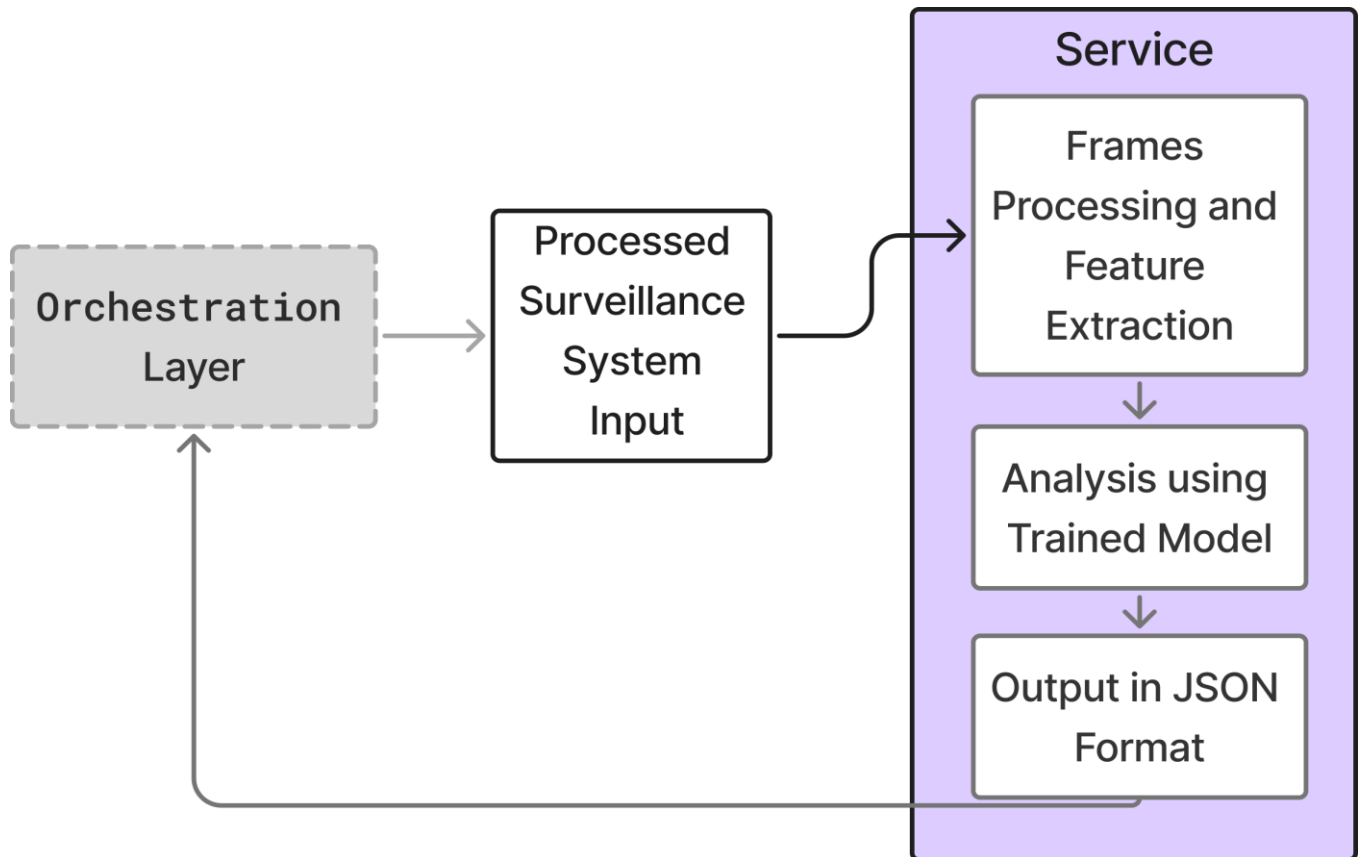 Service
Frames
Processing and
Feature
Extraction
Processed
Surveillance
System
Input
Orchestration
Layer
Analysis using
Trained Model
Output in JSON
Format